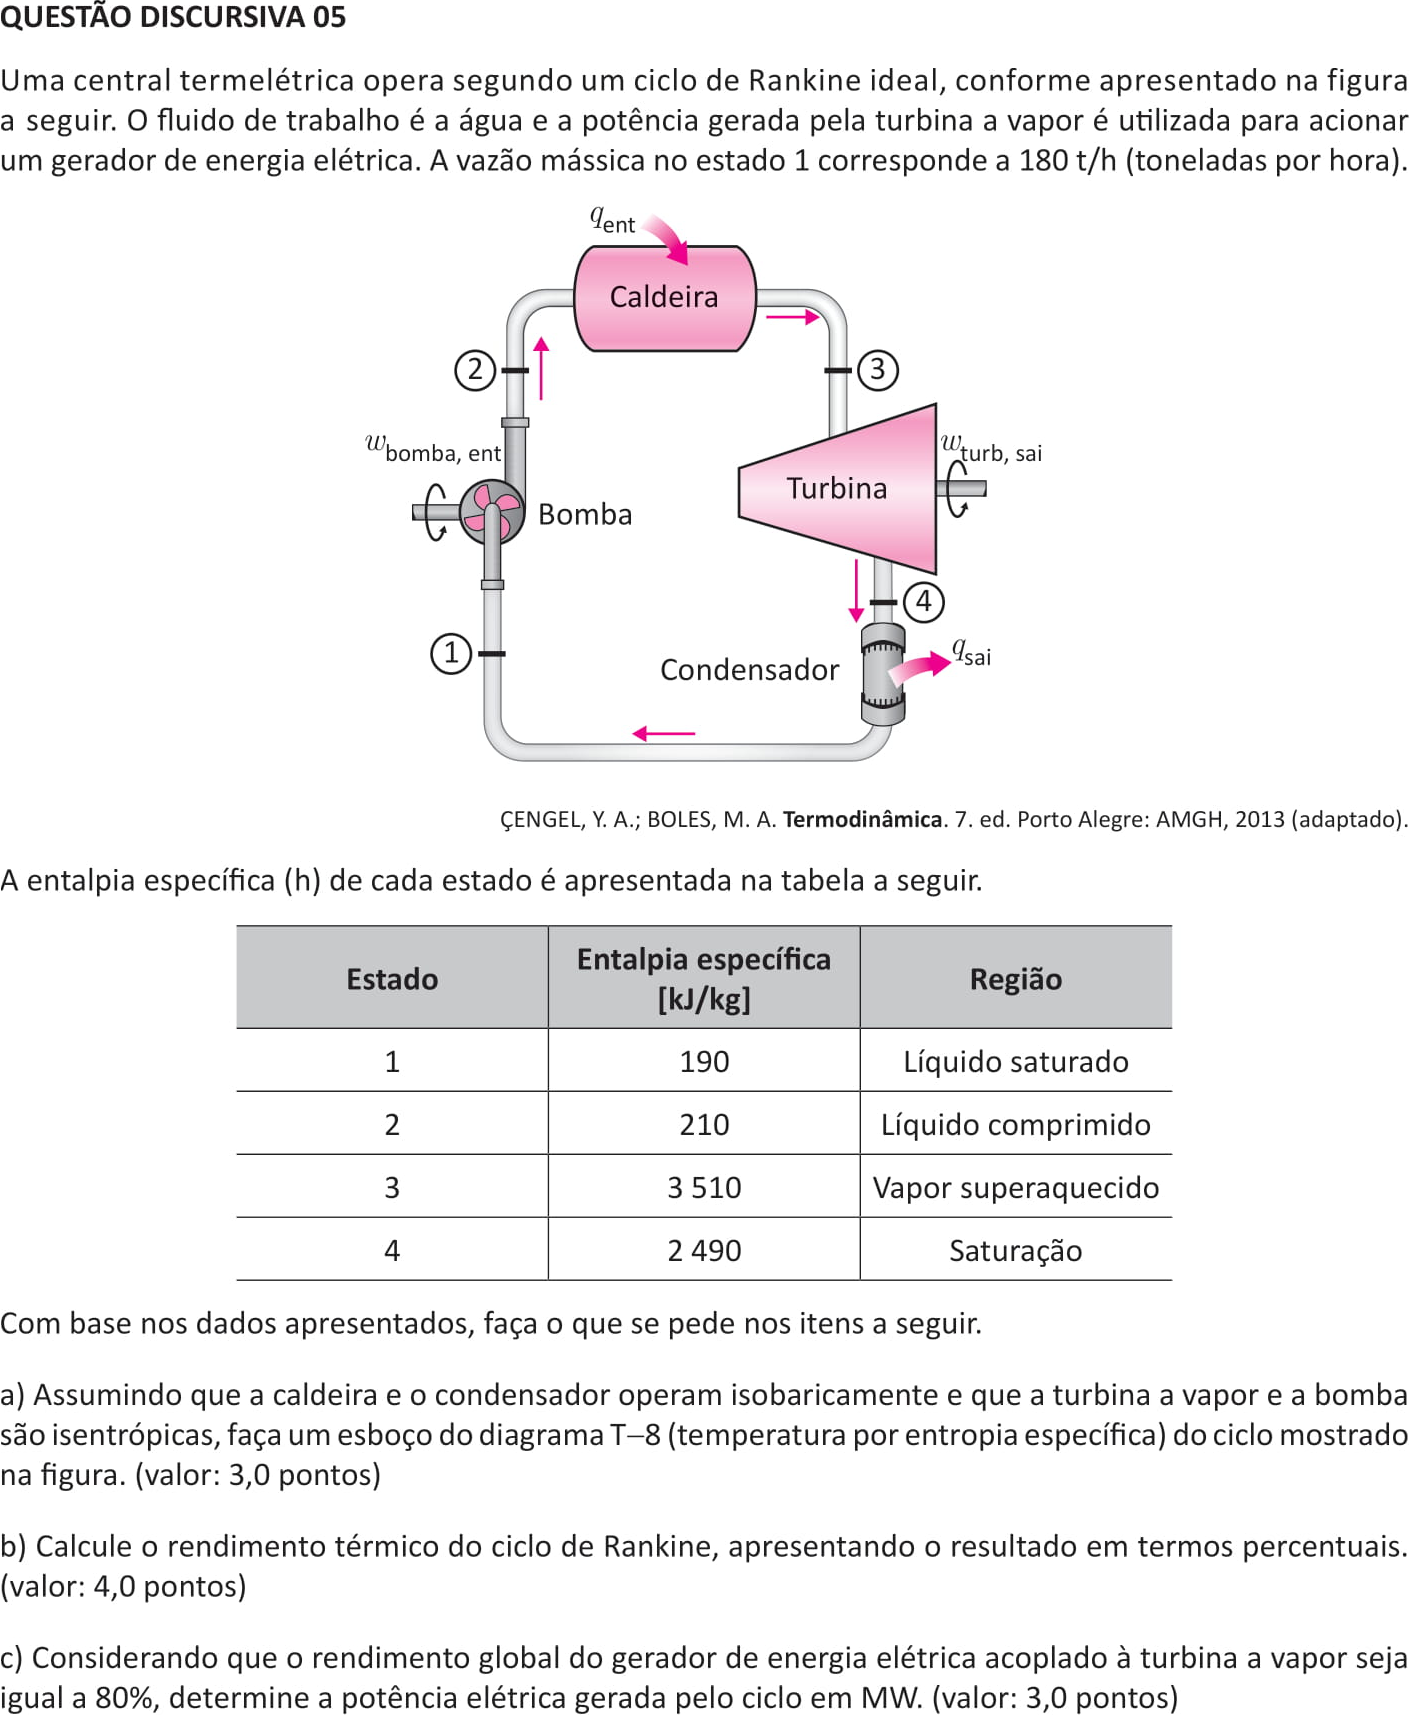 QUESTÃO DISCURSIVA 05
Uma central termelétrica opera segundo um ciclo de Rankine ideal, conforme apresentado na figura
a seguir. O fluido de trabalho é a água e a potência gerada pela turbina a vapor é utilizada para acionar
um gerador de energia elétrica. A vazão mássica no estado 1 corresponde a 180 t/h (toneladas por hora).
q ent
Caldeira
2
3
w bomba, ent
w turb, sai
Turbina
Bomba
4
1
q sai
Condensador
ÇENGEL, Y. A.; BOLES, M. A. Termodinâmica. 7. ed. Porto Alegre: AMGH, 2013 (adaptado).
A entalpia específica (h) de cada estado é apresentada na tabela a seguir.
Estado Entalpia específica [kJ/kg] Região
1 190 Líquido saturado
2 210 Líquido comprimido
3 3 510 Vapor superaquecido
4 2 490 Saturação
Com base nos dados apresentados, faça o que se pede nos itens a seguir.
a) Assumindo que a caldeira e o condensador operam isobaricamente e que a turbina a vapor e a bomba
são isentrópicas, faça um esboço do diagrama T–8 (temperatura por entropia específica) do ciclo mostrado
na figura. (valor: 3,0 pontos)
b) Calcule o rendimento térmico do ciclo de Rankine, apresentando o resultado em termos percentuais.
(valor: 4,0 pontos)
c) Considerando que o rendimento global do gerador de energia elétrica acoplado à turbina a vapor seja
igual a 80%, determine a potência elétrica gerada pelo ciclo em MW. (valor: 3,0 pontos)